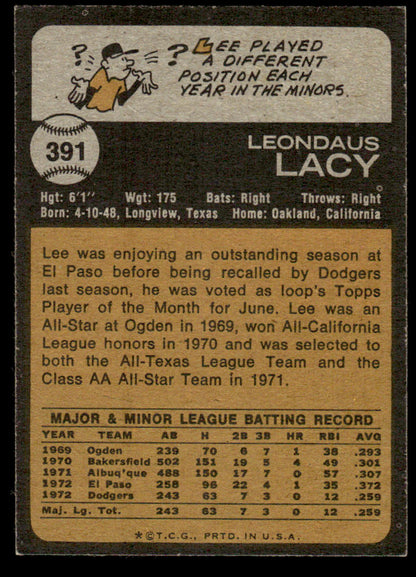 ? ? LEE PLAYED
A DIFFERENT
POSITION EACH
YEAR IN THE MINORS.
391
LEONDAUS
LACY
Hgt: 6'1" Wgt: 175 Bats: Right Throws: Right
Born: 4-10-48, Longview, Texas Home: Oakland, California
Lee was enjoying an outstanding season at
El Paso before being recalled by Dodgers
last season, he was voted as loop's Topps
Player of the Month for June. Lee was an
All-Star at Ogden in 1969, won All-California
League honors in 1970 and was selected to
both the All-Texas League Team and the
Class AA All-Star Team in 1971.
MAJOR & MINOR LEAGUE BATTING RECORD
YEAR TEAM AB H 2B 3B HR RBI AVG
1969 Ogden 239 70 6 7 1 38 .293
1970 Bakersfield 502 151 19 5 4 49 .301
1971 Albuq'que 488 150 17 7 0 57 .307
1972 El Paso 258 96 22 4 1 35 .372
1972 Dodgers 243 63 7 3 0 12 .259
Maj. Lg. Tot. 243 63 7 3 0 12 .259
*©T.C.G., PRTD. IN U.S.A.